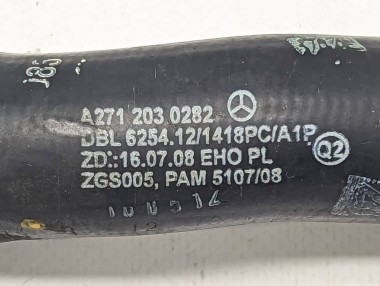 A271 203 0282
DBL 6254.12/1418PC/A1P
Q2
ZD:16.07.08 EHO PL
ZGS005, PAM 5107/08